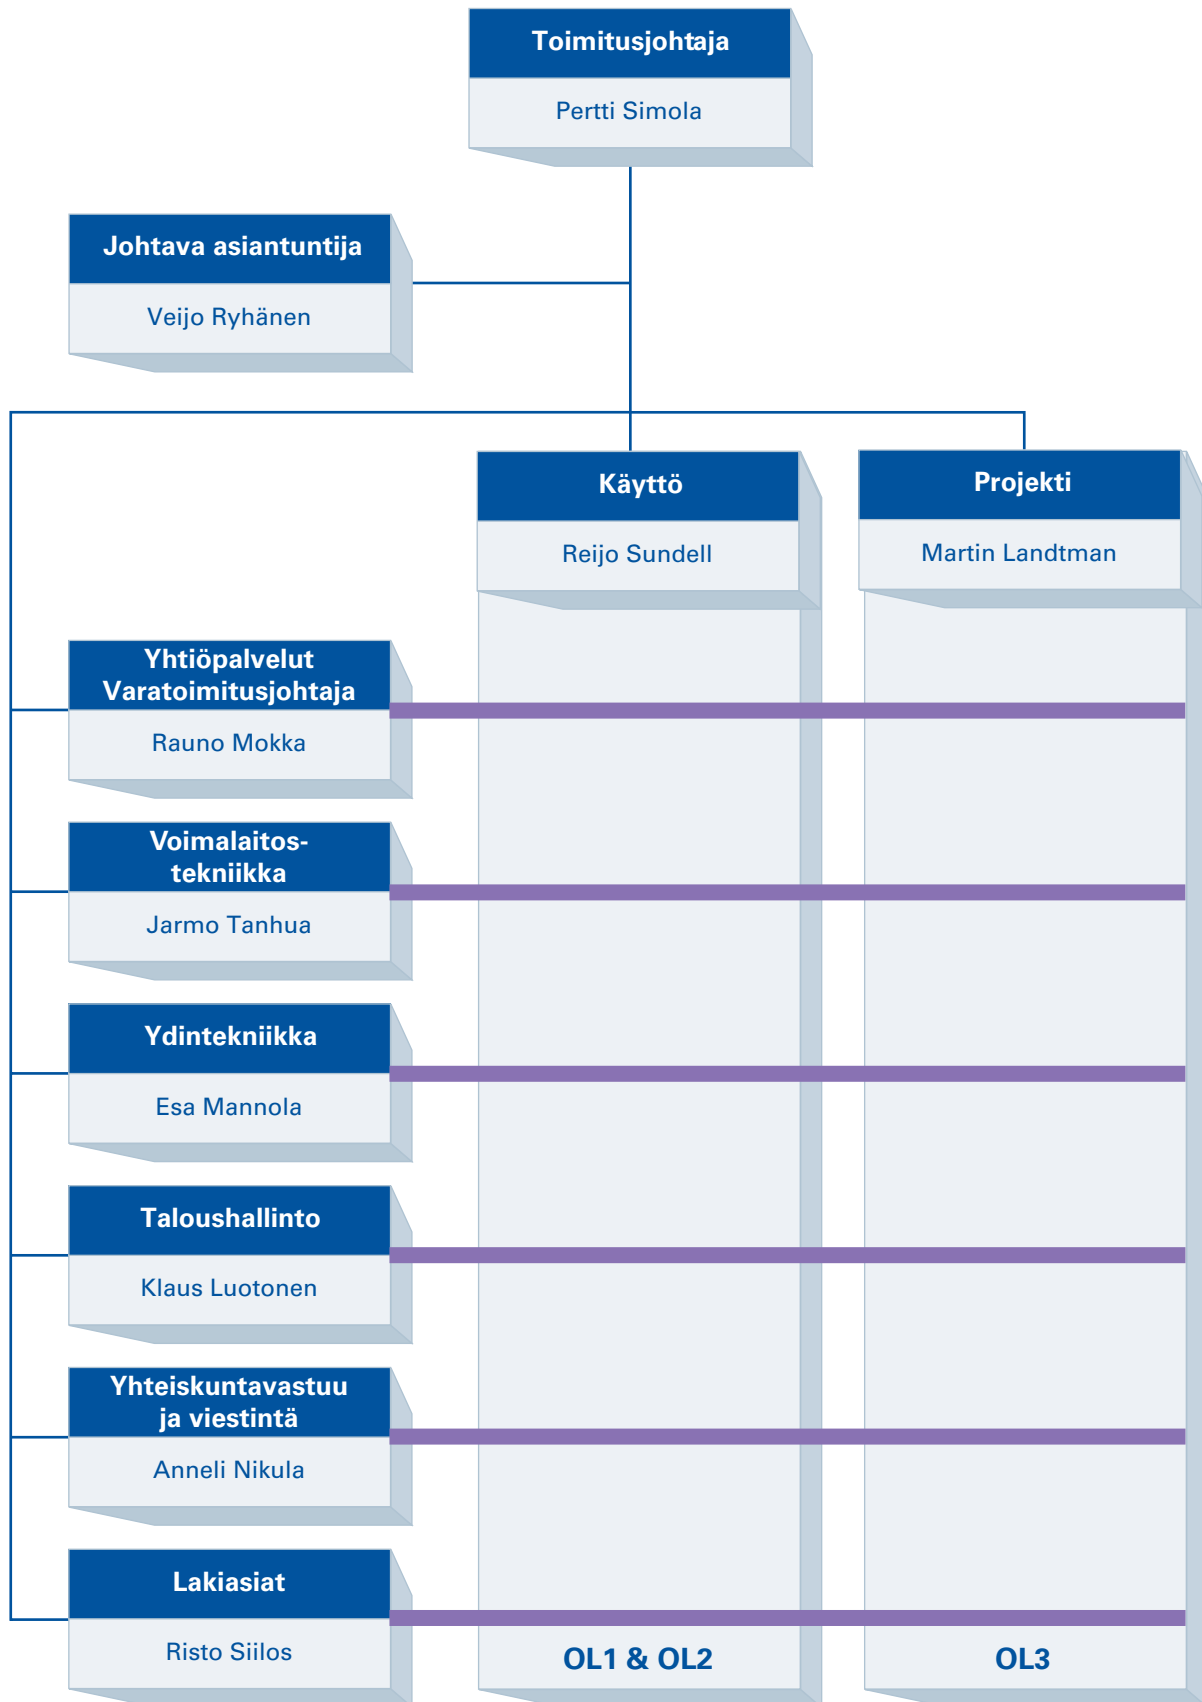 Toimitusjohtaja
Pertti Simola
Johtava asiantuntija
Veijo Ryhänen
Käyttö
Reijo Sundell
Projekti
Martin Landtman
Yhtiöpalvelut
Varatoimitusjohtaja
Rauno Mokka
Voimalaitos-
tekniikka
Jarmo Tanhua
Ydintekniikka
Esa Mannola
Taloushallinto
Klaus Luotonen
Yhteiskuntavastuu
ja viestintä
Anneli Nikula
Lakiasiat
Risto Siilos
OL1 & OL2
OL3